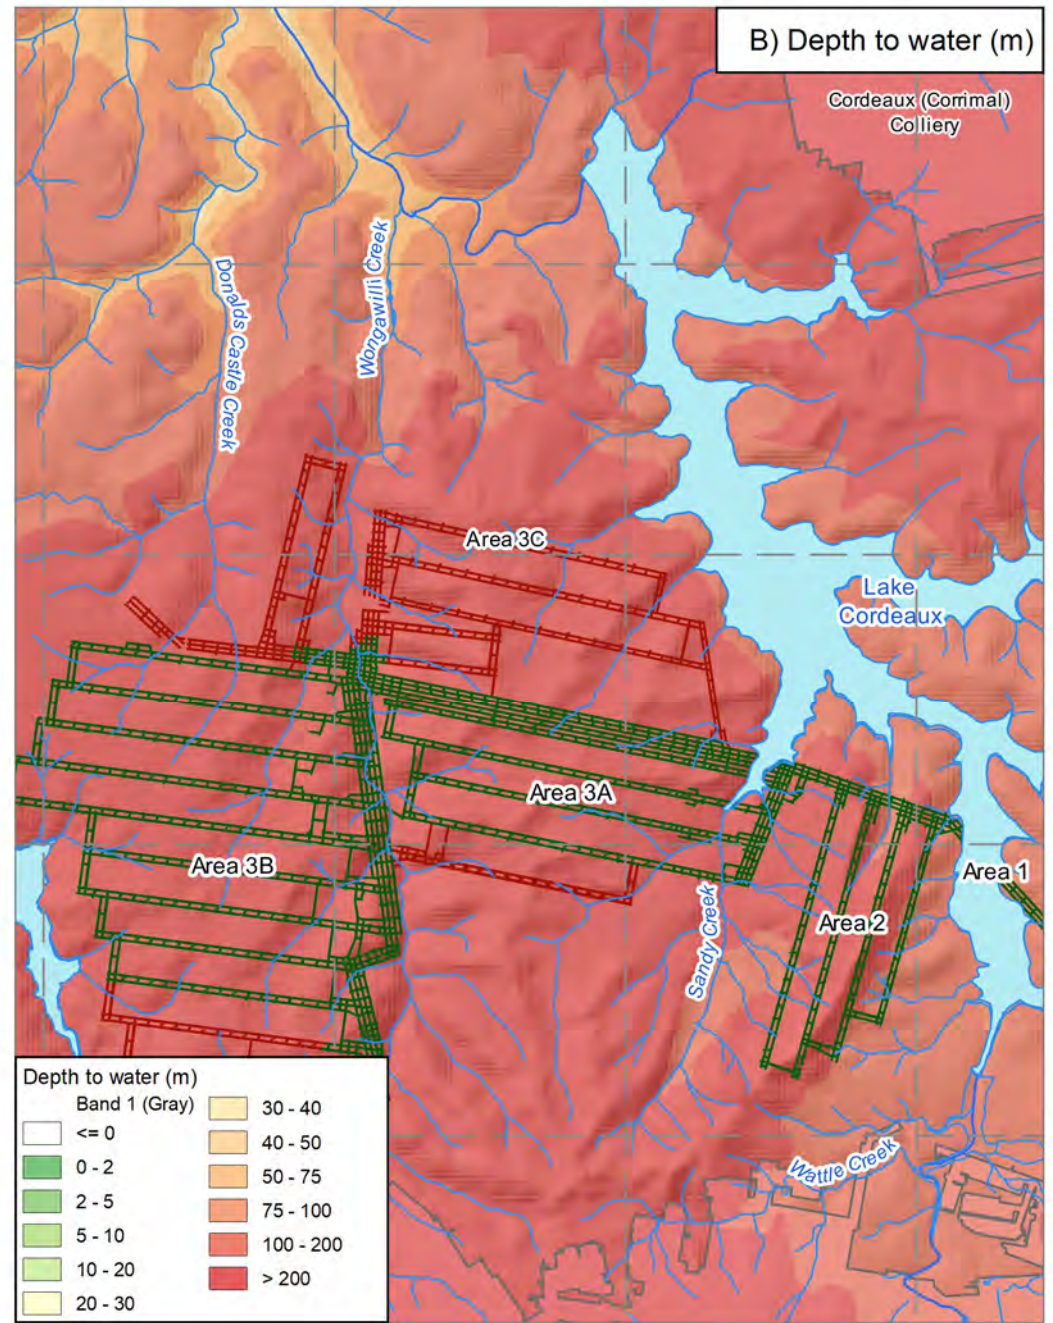 B) Depth to water (m)
Cordeaux (Corrimal)
Colliery
Donalds Castle Creek
Wongawilli Creek
Area 3C
Lake
Cordeaux
Area 3A
Area 3B
Area 1
Area 2
Sandy Creek
Wattle Creek
Depth to water (m)
Band 1 (Gray)
<= 0
0 - 2
2 - 5
5 - 10
10 - 20
20 - 30
30 - 40
40 - 50
50 - 75
75 - 100
100 - 200
> 200